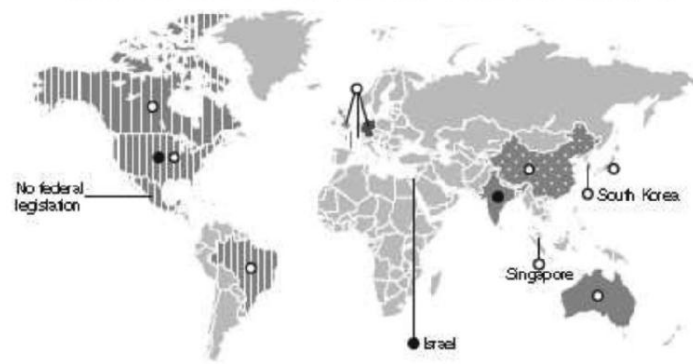 No federal
legislation
South Korea
Singapore
Israel